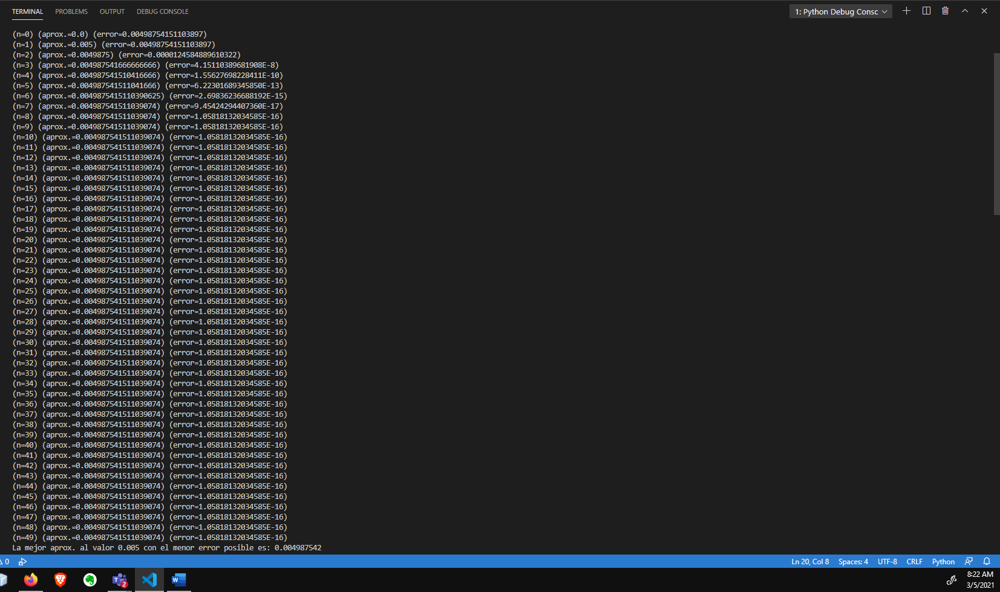 TERMINAL PROBLEMS OUTPUT DEBUG CONSOLE 1: Python Debug Consc
(n=0) (aprox.=0.0) (error=0.00498754151103897)
(n=1) (aprox.=0.005) (error=0.00498754151103897)
(n=2) (aprox.=0.0049875) (error=0.0000124584889610322)
(n=3) (aprox.=0.004987541666666666) (error=4.15110389681908E-8)
(n=4) (aprox.=0.004987541510416666) (error=1.55627698228411E-10)
(n=5) (aprox.=0.004987541511041666) (error=6.22301689345850E-13)
(n=6) (aprox.=0.0049875415110390625) (error=2.69836236688192E-15)
(n=7) (aprox.=0.004987541511039074) (error=9.45424294407360E-17)
(n=8) (aprox.=0.004987541511039074) (error=1.05818132034585E-16)
(n=9) (aprox.=0.004987541511039074) (error=1.05818132034585E-16)
(n=10) (aprox.=0.004987541511039074) (error=1.05818132034585E-16)
(n=11) (aprox.=0.004987541511039074) (error=1.05818132034585E-16)
(n=12) (aprox.=0.004987541511039074) (error=1.05818132034585E-16)
(n=13) (aprox.=0.004987541511039074) (error=1.05818132034585E-16)
(n=14) (aprox.=0.004987541511039074) (error=1.05818132034585E-16)
(n=15) (aprox.=0.004987541511039074) (error=1.05818132034585E-16)
(n=16) (aprox.=0.004987541511039074) (error=1.05818132034585E-16)
(n=17) (aprox.=0.004987541511039074) (error=1.05818132034585E-16)
(n=18) (aprox.=0.004987541511039074) (error=1.05818132034585E-16)
(n=19) (aprox.=0.004987541511039074) (error=1.05818132034585E-16)
(n=20) (aprox.=0.004987541511039074) (error=1.05818132034585E-16)
(n=21) (aprox.=0.004987541511039074) (error=1.05818132034585E-16)
(n=22) (aprox.=0.004987541511039074) (error=1.05818132034585E-16)
(n=23) (aprox.=0.004987541511039074) (error=1.05818132034585E-16)
(n=24) (aprox.=0.004987541511039074) (error=1.05818132034585E-16)
(n=25) (aprox.=0.004987541511039074) (error=1.05818132034585E-16)
(n=26) (aprox.=0.004987541511039074) (error=1.05818132034585E-16)
(n=27) (aprox.=0.004987541511039074) (error=1.05818132034585E-16)
(n=28) (aprox.=0.004987541511039074) (error=1.05818132034585E-16)
(n=29) (aprox.=0.004987541511039074) (error=1.05818132034585E-16)
(n=30) (aprox.=0.004987541511039074) (error=1.05818132034585E-16)
(n=31) (aprox.=0.004987541511039074) (error=1.05818132034585E-16)
(n=32) (aprox.=0.004987541511039074) (error=1.05818132034585E-16)
(n=33) (aprox.=0.004987541511039074) (error=1.05818132034585E-16)
(n=34) (aprox.=0.004987541511039074) (error=1.05818132034585E-16)
(n=35) (aprox.=0.004987541511039074) (error=1.05818132034585E-16)
(n=36) (aprox.=0.004987541511039074) (error=1.05818132034585E-16)
(n=37) (aprox.=0.004987541511039074) (error=1.05818132034585E-16)
(n=38) (aprox.=0.004987541511039074) (error=1.05818132034585E-16)
(n=39) (aprox.=0.004987541511039074) (error=1.05818132034585E-16)
(n=40) (aprox.=0.004987541511039074) (error=1.05818132034585E-16)
(n=41) (aprox.=0.004987541511039074) (error=1.05818132034585E-16)
(n=42) (aprox.=0.004987541511039074) (error=1.05818132034585E-16)
(n=43) (aprox.=0.004987541511039074) (error=1.05818132034585E-16)
(n=44) (aprox.=0.004987541511039074) (error=1.05818132034585E-16)
(n=45) (aprox.=0.004987541511039074) (error=1.05818132034585E-16)
(n=46) (aprox.=0.004987541511039074) (error=1.05818132034585E-16)
(n=47) (aprox.=0.004987541511039074) (error=1.05818132034585E-16)
(n=48) (aprox.=0.004987541511039074) (error=1.05818132034585E-16)
(n=49) (aprox.=0.004987541511039074) (error=1.05818132034585E-16)
La mejor aprox. al valor 0.005 con el menor error posible es: 0.004987542
0 Ln 20, Col 8 Spaces: 4 UTF-8 CRLF Python
T 2 W 8:22 AM
3/5/2021